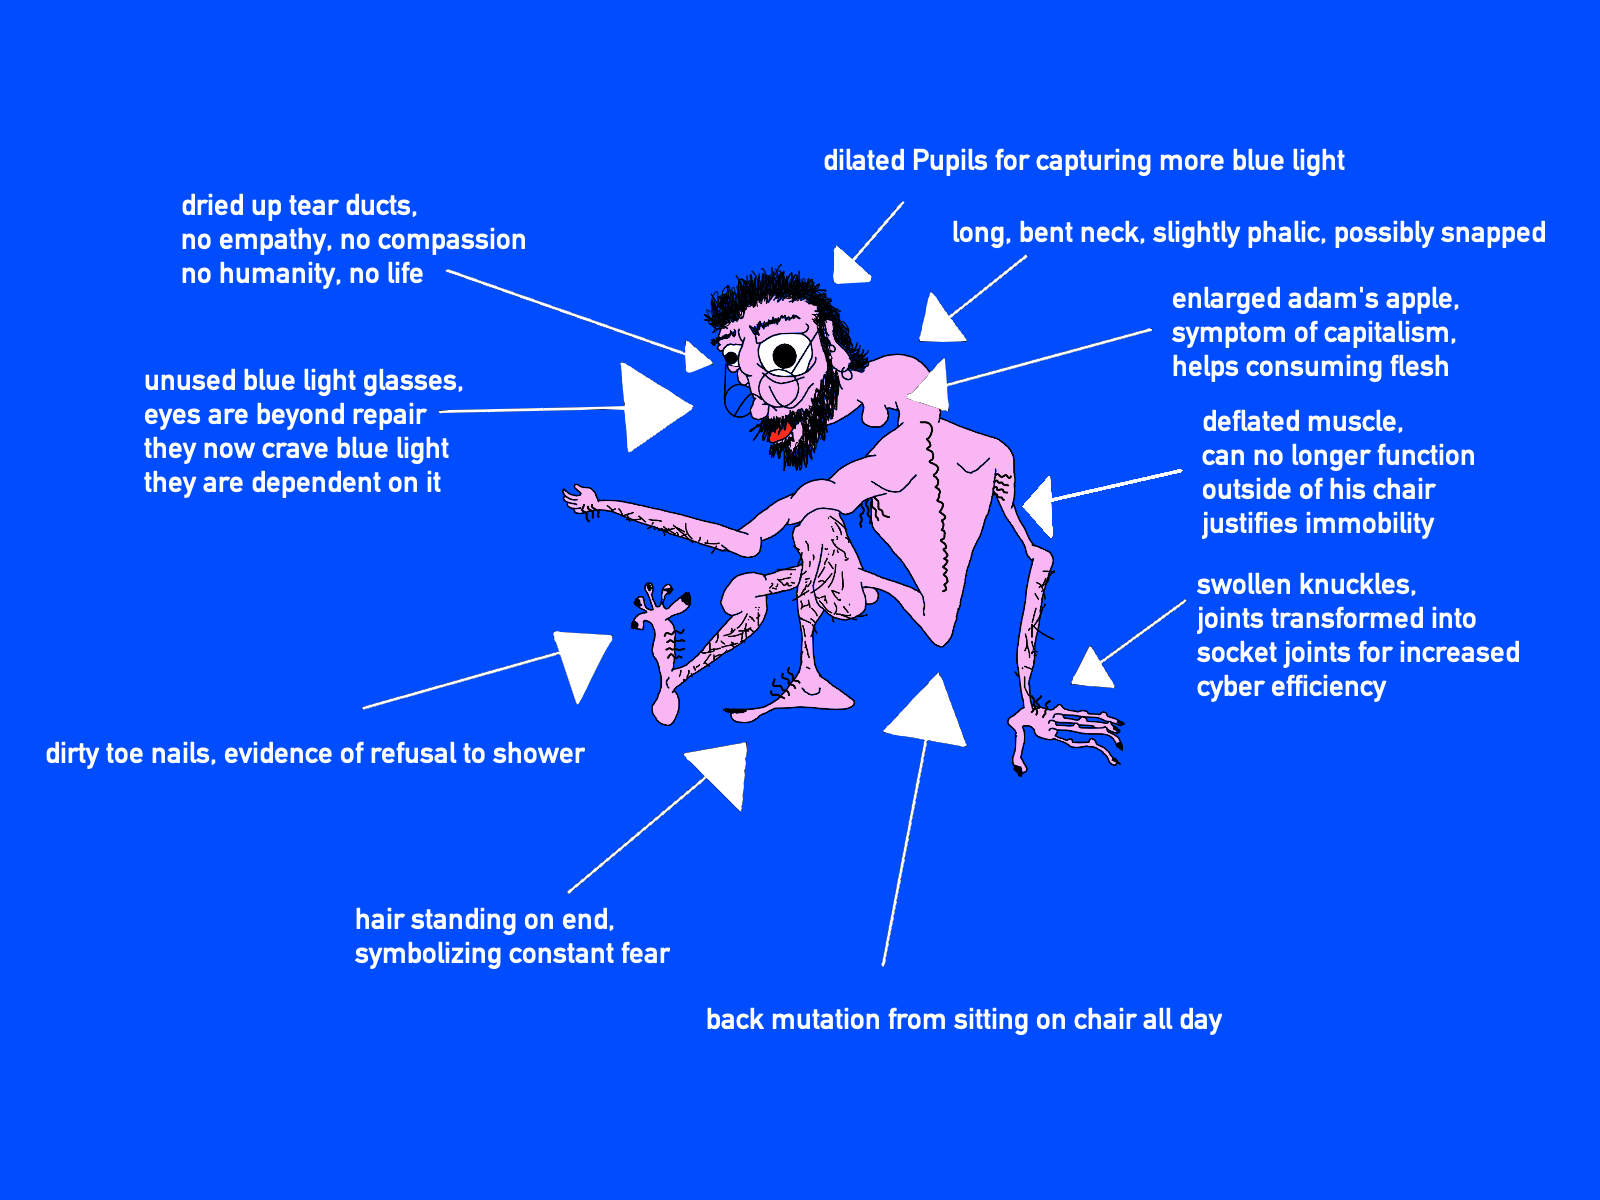 dilated Pupils for capturing more blue light
dried up tear ducts,
no empathy, no compassion
no humanity, no life
long, bent neck, slightly phalic, possibly snapped
enlarged adam's apple,
symptom of capitalism,
helps consuming flesh
unused blue light glasses,
eyes are beyond repair
they now crave blue light
they are dependent on it
deflated muscle,
can no longer function
outside of his chair
justifies immobility
swollen knuckles,
joints transformed into
socket joints for increased
cyber efficiency
dirty toe nails, evidence of refusal to shower
hair standing on end,
symbolizing constant fear
back mutation from sitting on chair all day